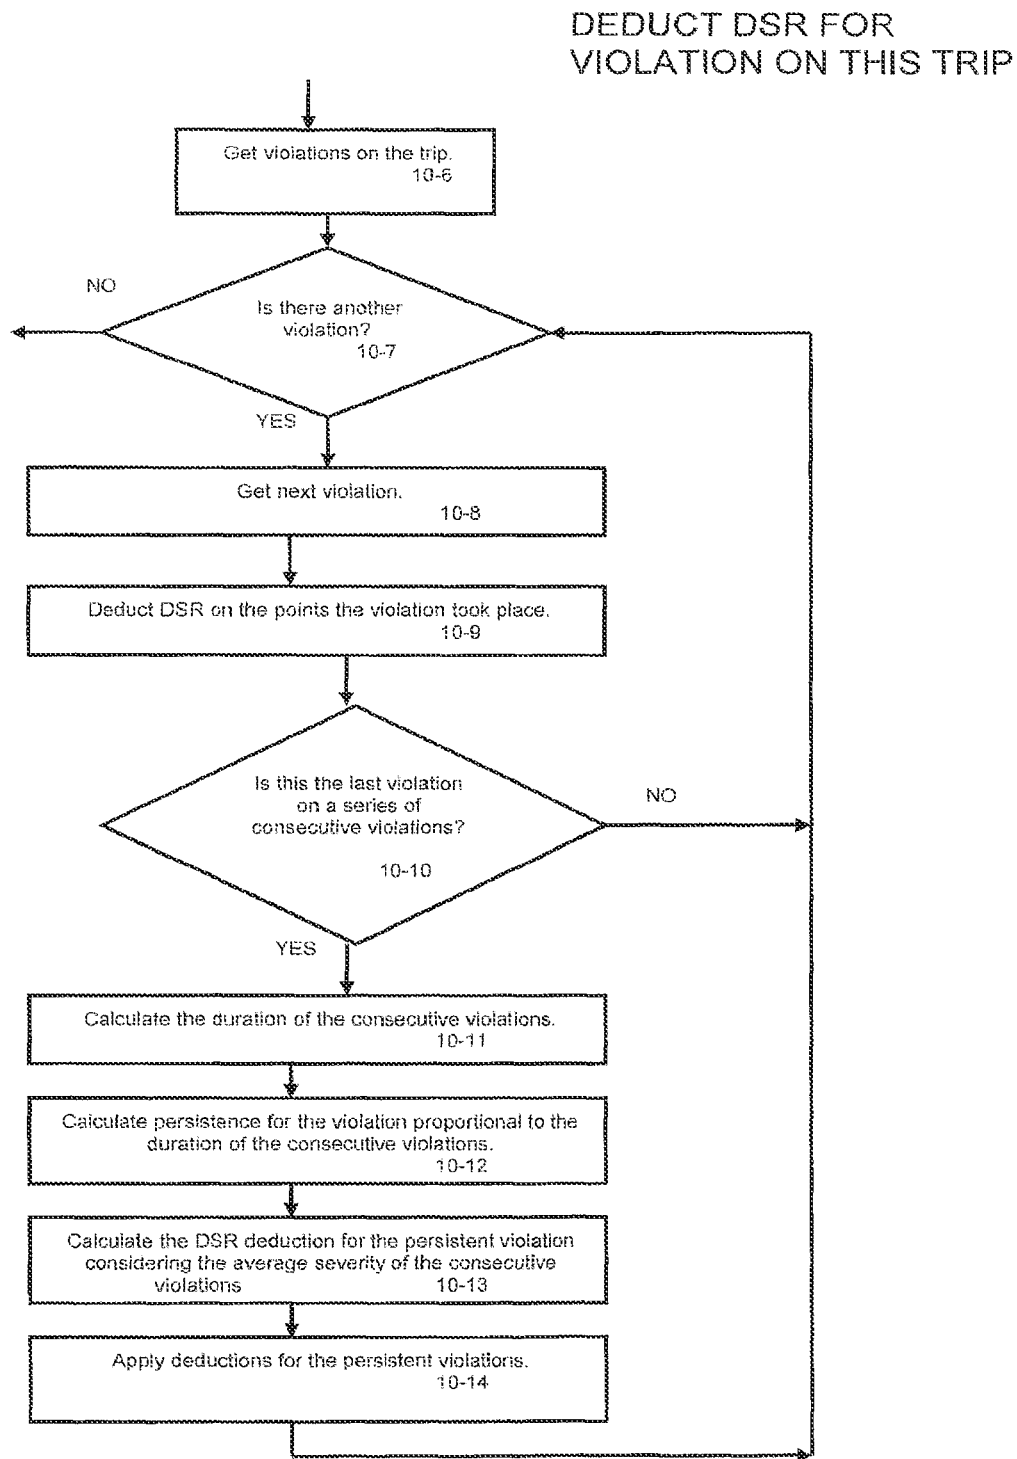 DEDUCT DSR FOR
VIOLATION ON THIS TRIP
Get violations on the trip.
10-6
NO
Is there another
violation?
10-7
YES
Get next violation.
10-8
Deduct DSR on the points the violation took place.
10-9
Is this the last violation
on a series of
consecutive violations?
NO
10-10
YES
Calculate the duration of the consecutive violations.
10-11
Calculate persistence for the violation proportional to the
duration of the consecutive violations.
10-12
Calculate the DSR deduction for the persistent violation
considering the average severity of the consecutive
violations 10-13
Apply deductions for the persistent violations.
10-14